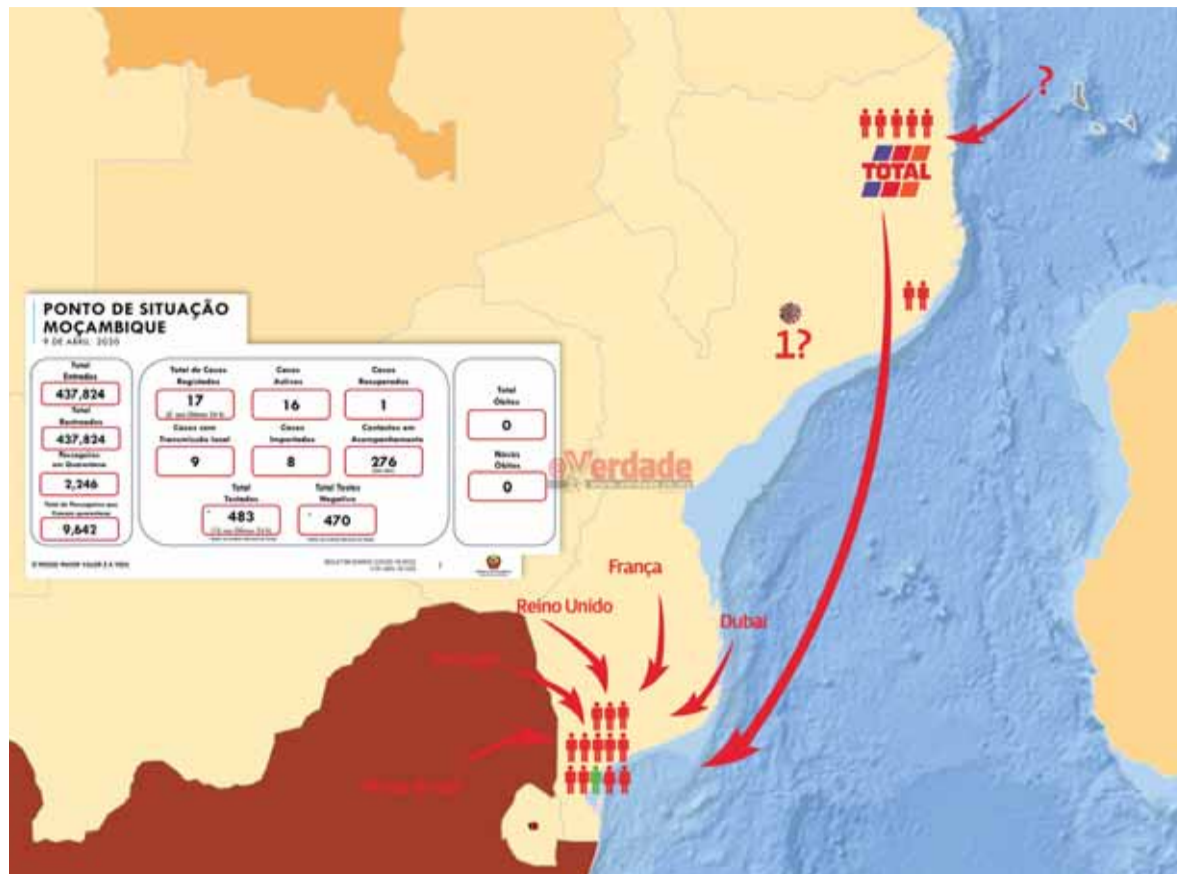 ?
TOTAL
PONTO DE SITUAÇÃO
MOÇAMBIQUE
9 DE ABRIL 2020
Total
Entradas
437,824
Total
Rastreados
437,824
Passageiros
em Quarentena
2,246
9,642
Total de Casos
Registados
17
Casos
Activos
16
Casos
Recuperados
1
Casos com
Transmissão local
9
Casos
Importados
8
Contactos em
Acompanhamento
276
Total
Testados
483
Total Testes
Negativo
470
Total
Óbitos
0
Novos
Óbitos
0
1?
@Verdade
França
Reino Unido
Dubai